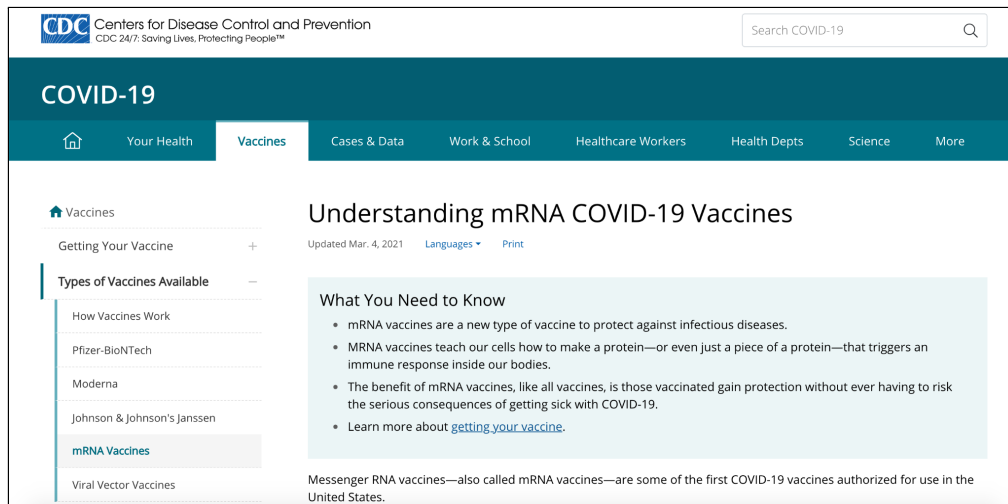 CDC Centers for Disease Control and Prevention
CDC 24/7: Saving Lives, Protecting People™
Search COVID-19
COVID-19
Your Health Vaccines Cases & Data Work & School Healthcare Workers Health Depts Science More
Vaccines
Getting Your Vaccine +
Types of Vaccines Available –
How Vaccines Work
Pfizer-BioNTech
Moderna
Johnson & Johnson's Janssen
mRNA Vaccines
Viral Vector Vaccines
Understanding mRNA COVID-19 Vaccines
Updated Mar. 4, 2021 Languages Print
What You Need to Know
• mRNA vaccines are a new type of vaccine to protect against infectious diseases.
• MRNA vaccines teach our cells how to make a protein—or even just a piece of a protein—that triggers an
immune response inside our bodies.
• The benefit of mRNA vaccines, like all vaccines, is those vaccinated gain protection without ever having to risk
the serious consequences of getting sick with COVID-19.
• Learn more about getting your vaccine.
Messenger RNA vaccines—also called mRNA vaccines—are some of the first COVID-19 vaccines authorized for use in the
United States.